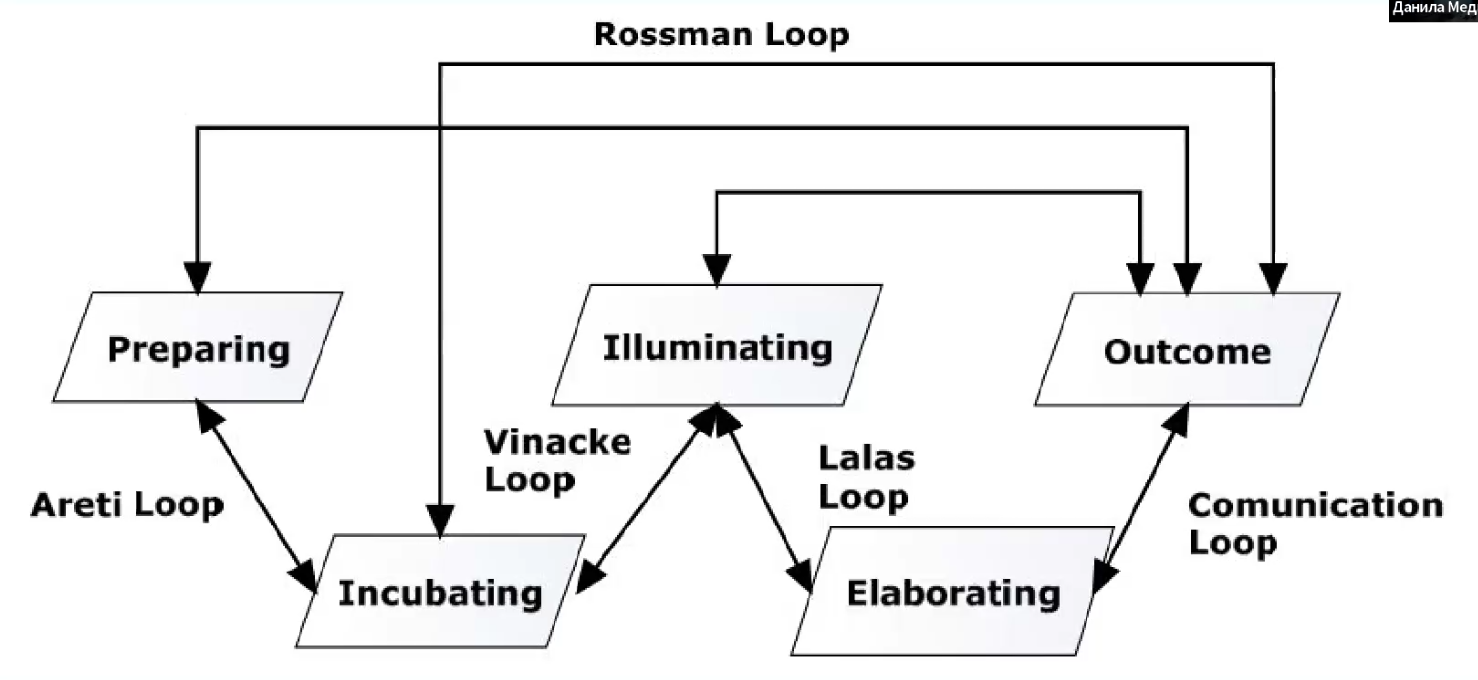 Данила Мед
Rossman Loop
Preparing
Illuminating
Outcome
Vinacke
Loop
Lalas
Loop
Areti Loop
Comunication
Loop
Incubating
Elaborating